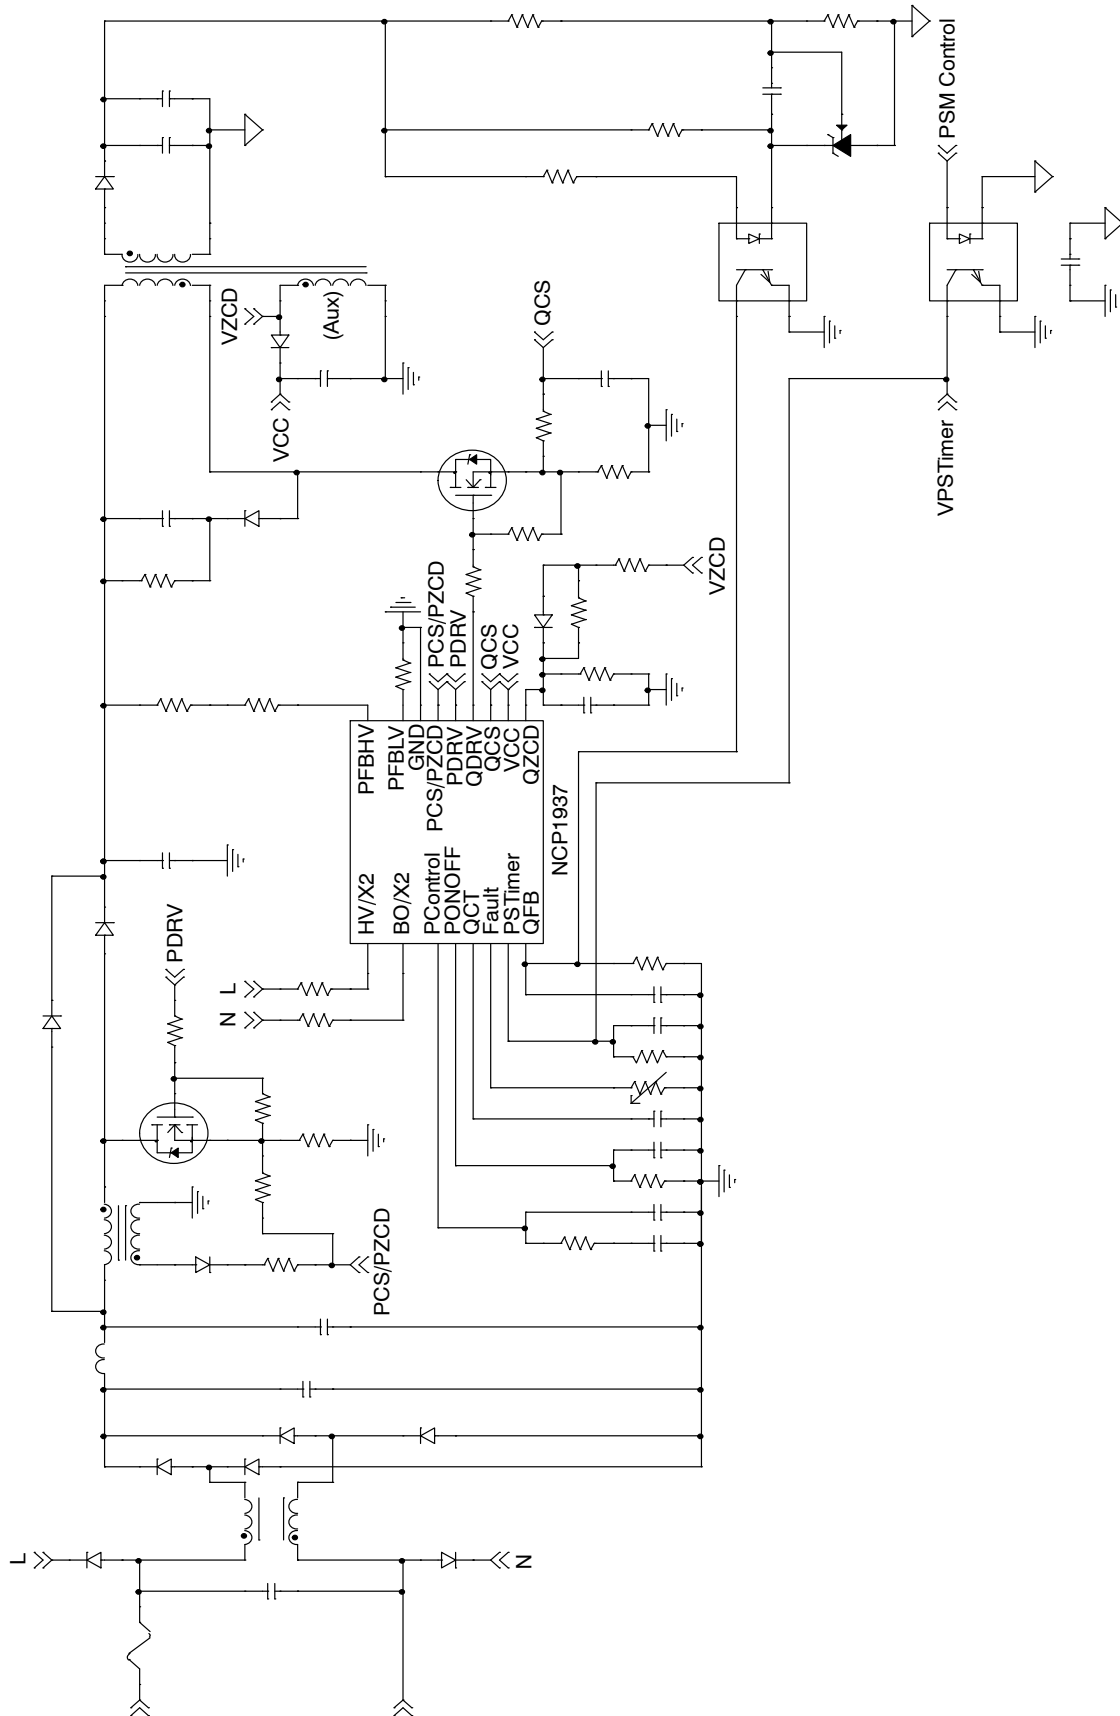 L
N
L
N
PCS/PZCD
PDRV
HV/X2
BO/X2
PControl
PONOFF
QCT
Fault
PSTimer
QFB
NCP1937
PFBHV
PFBLV
GND
PCS/PZCD
PDRV
QDRV
QCS
VCC
QZCD
PCS/PZCD
PDRV
QCS
VCC
VZCD
QCS
VCC
VZCD
(Aux)
VPSTimer
PSM Control